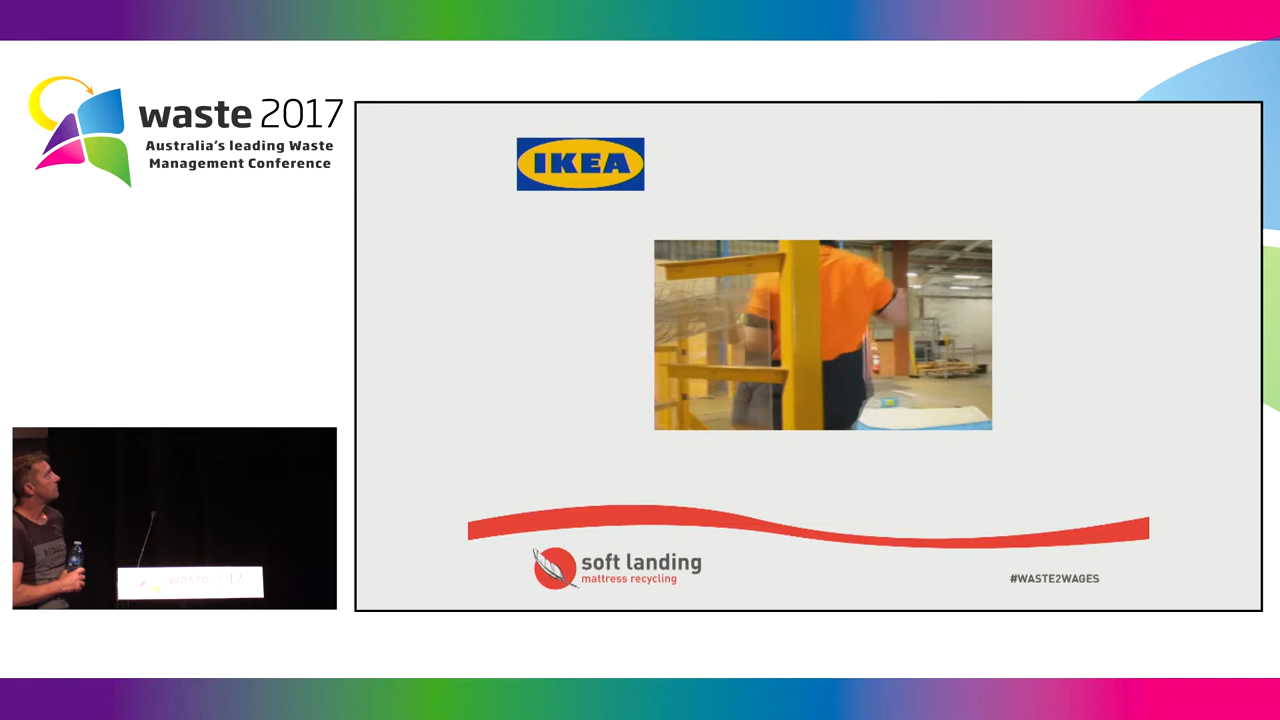 waste 2017
Australia's leading Waste
Management Conference
IKEA
waste 2017
soft landing
mattress recycling
#WASTE2WAGES